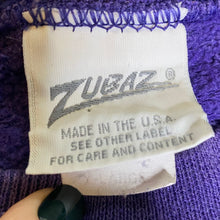 ZUBAZ®
MADE IN THE U.S.A.
SEE OTHER LABEL
FOR CARE AND CONTENT